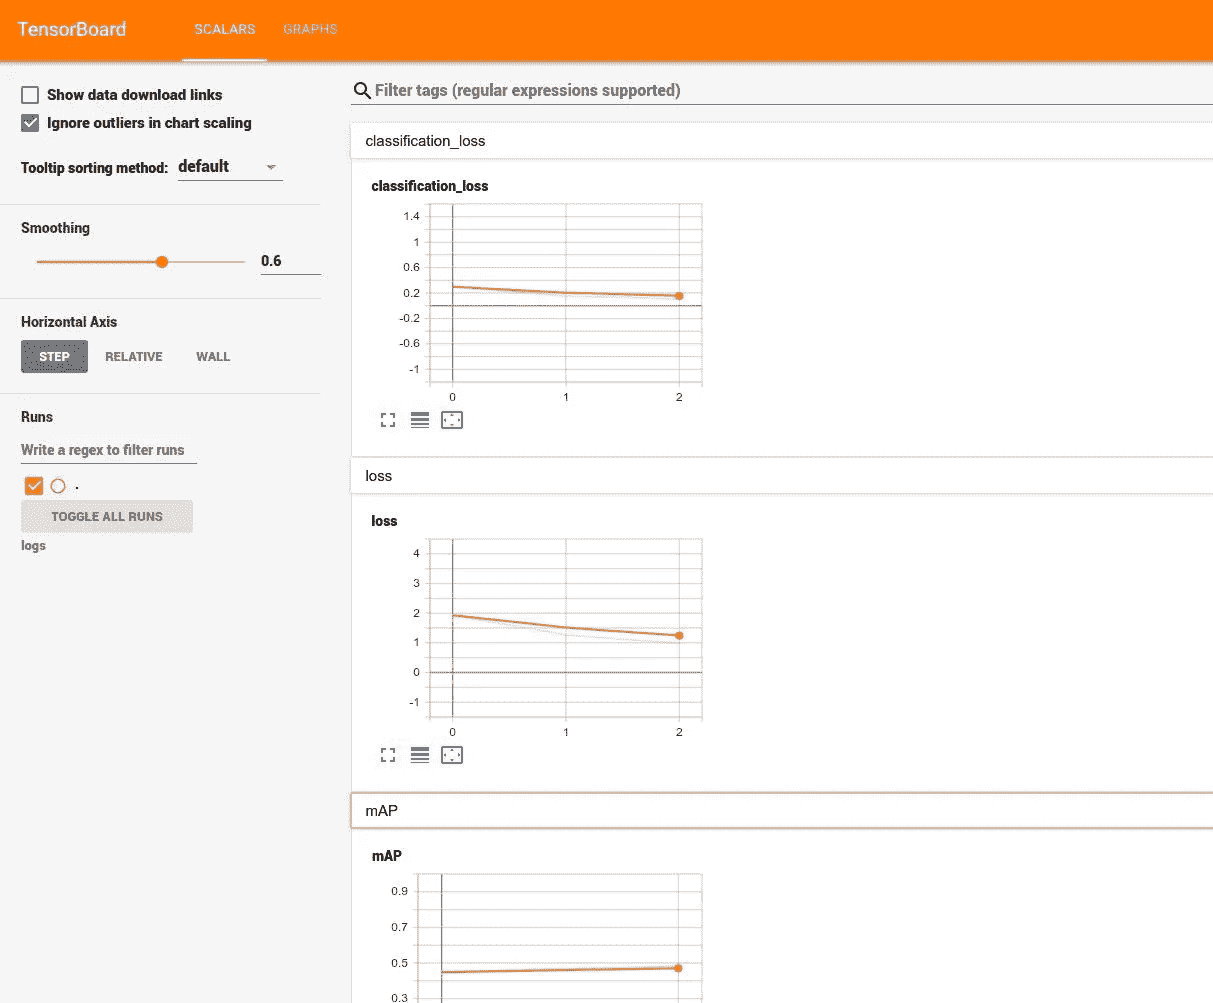 TensorBoard SCALARS GRAPHS
Show data download links
Ignore outliers in chart scaling
Tooltip sorting method: default
Smoothing
0.6
Horizontal Axis
STEP RELATIVE WALL
Runs
Write a regex to filter runs
.
TOGGLE ALL RUNS
logs
Filter tags (regular expressions supported)
classification_loss
classification_loss
1.4
1
0.6
0.2
-0.2
-0.6
-1
0 1 2
loss
loss
4
3
2
1
0
-1
0 1 2
mAP
mAP
0.9
0.7
0.5
0.3